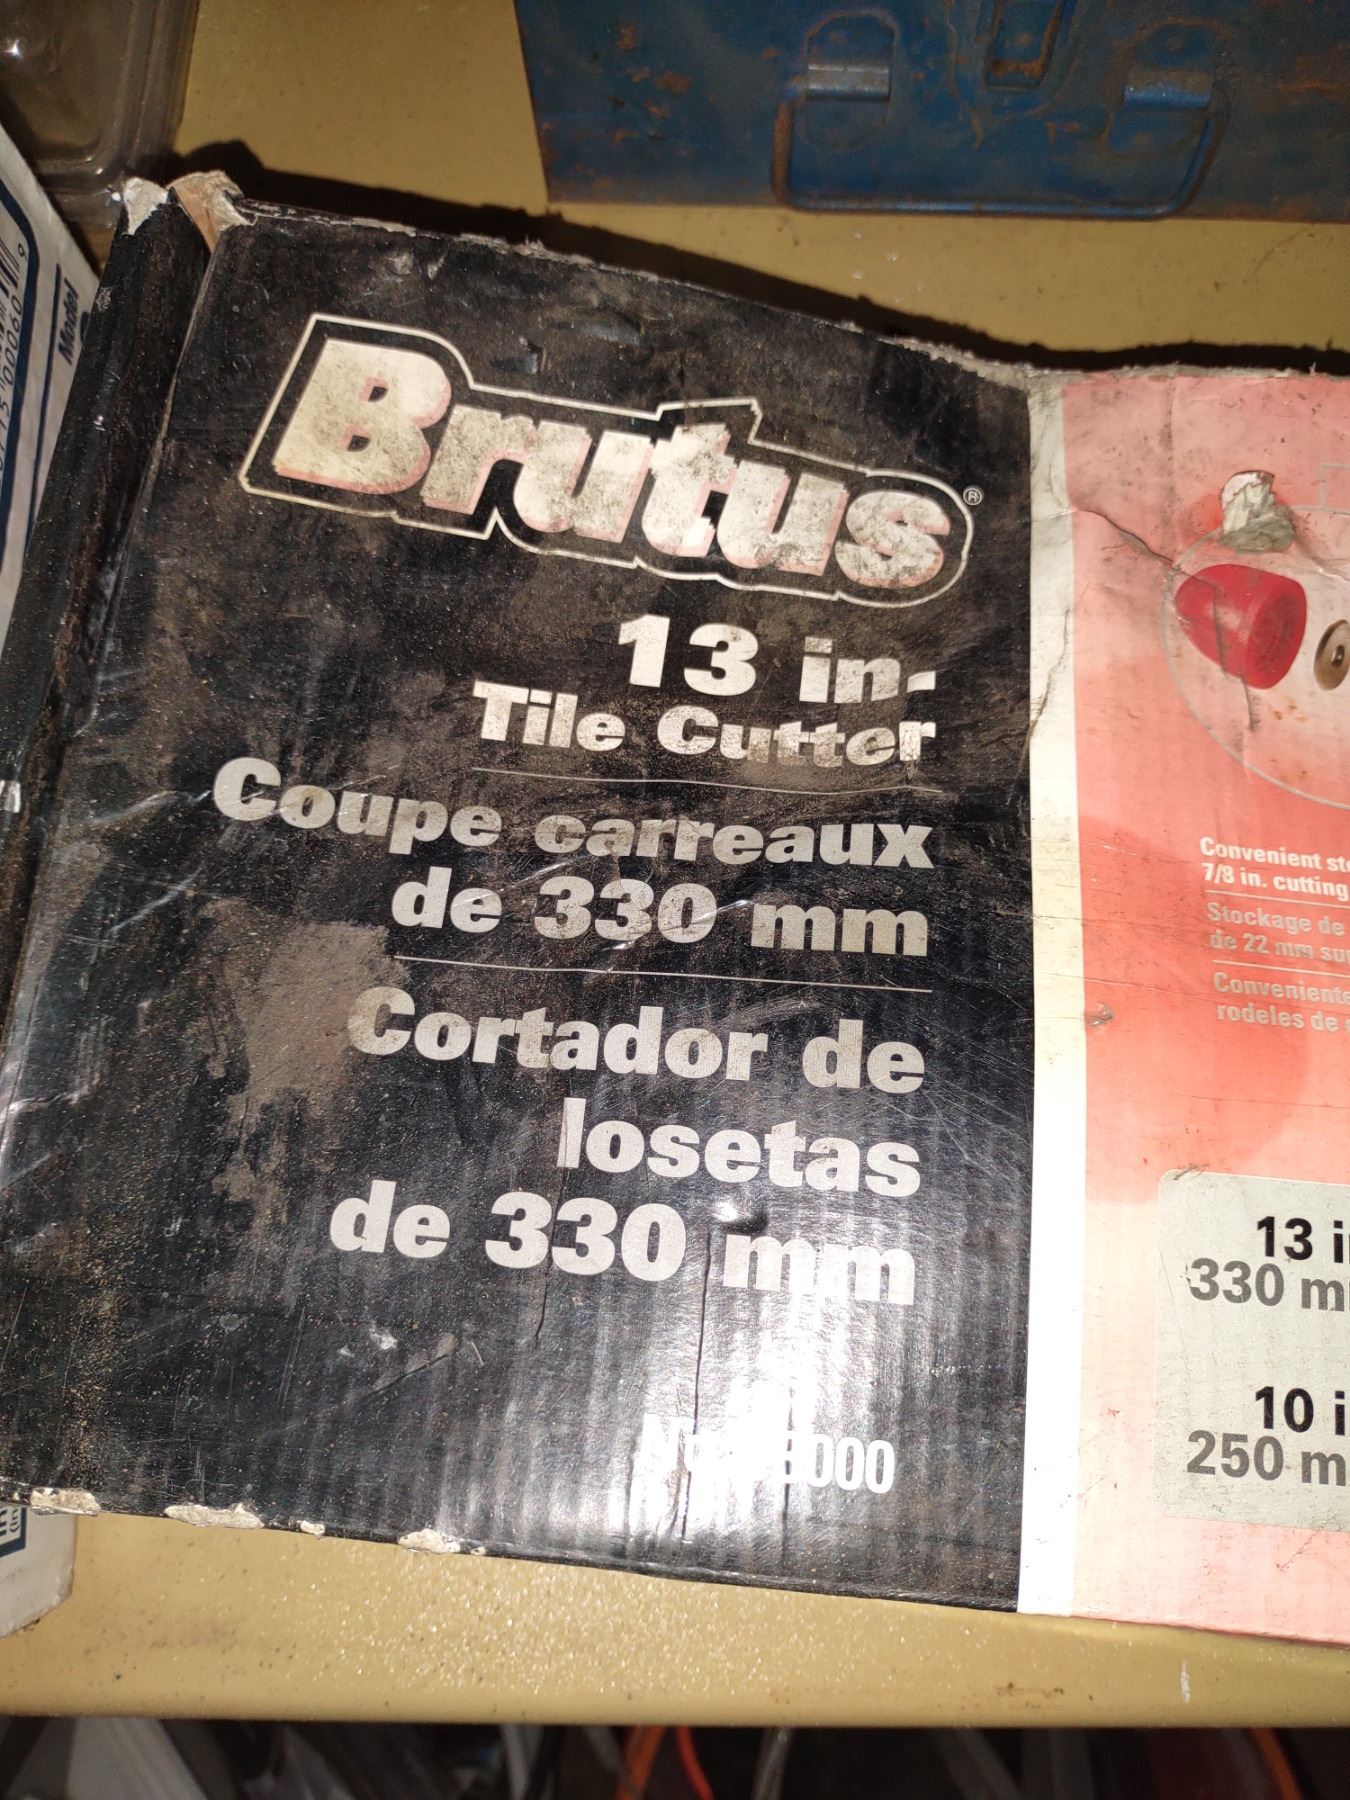 Brutus®
13 in.
Tile Cutter
Coupe carreaux
de 330 mm
Cortador de
losetas
de 330 mm
Convenient
7/8 in. cutting
Stockage de
de 22 mm
rodeles de
13
330
10
250
Model